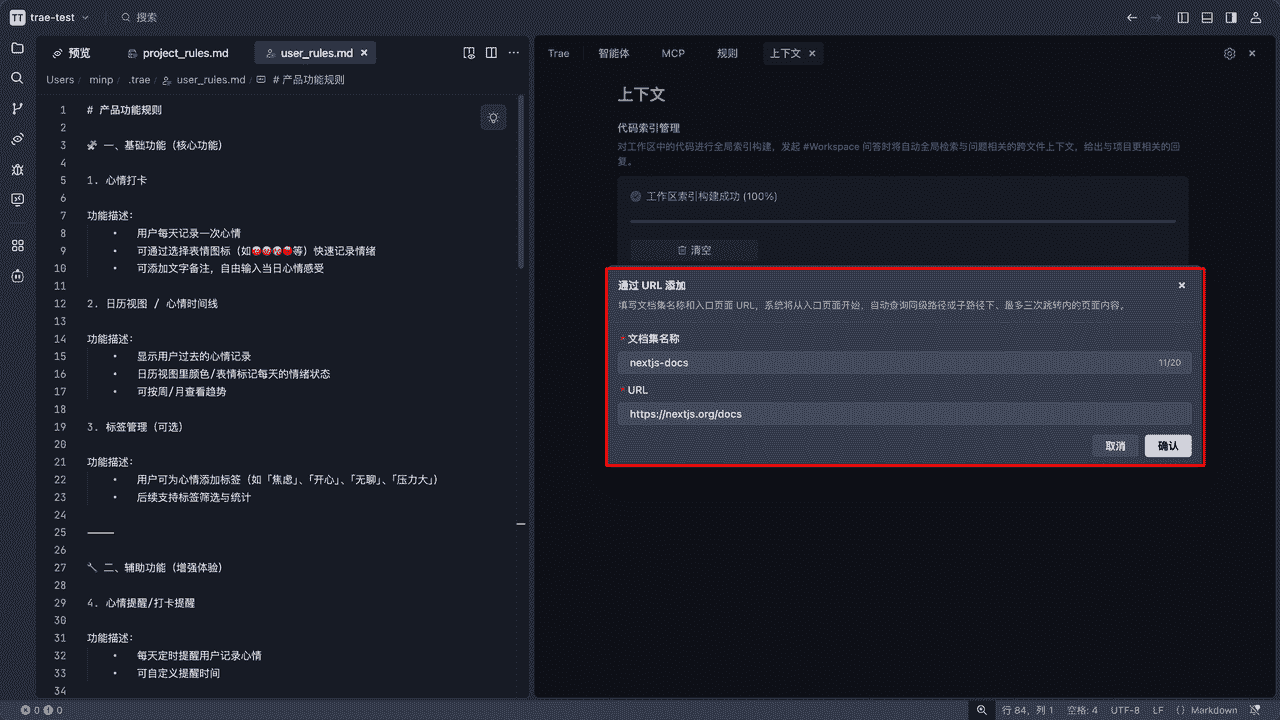 TT trae-test 搜索
预览 project_rules.md user_rules.md
Users minp .trae user_rules.md # 产品功能规则
1 # 产品功能规则
2
3 一、基础功能（核心功能）
4
5 1. 心情打卡
6
7 功能描述：
8 • 用户每天记录一次心情
9 • 可通过选择表情图标（如等）快速记录情绪
10 • 可添加文字备注，自由输入当日心情感受
11
12 2. 日历视图 / 心情时间线
13
14 功能描述：
15 • 显示用户过去的心情记录
16 • 日历视图里颜色/表情标记每天的情绪状态
17 • 可按周/月查看趋势
18
19 3. 标签管理（可选）
20
21 功能描述：
22 • 用户可为心情添加标签（如「焦虑」、「开心」、「无聊」、「压力大」）
23 • 后续支持标签筛选与统计
24
25 ⸻
26
27 二、辅助功能（增强体验）
28
29 4. 心情提醒/打卡提醒
30
31 功能描述：
32 • 每天定时提醒用户记录心情
33 • 可自定义提醒时间
34
Trae 智能体 MCP 规则 上下文
上下文
代码索引管理
对工作区中的代码进行全局索引构建，发起 #Workspace 问答时将自动全局检索与问题相关的跨文件上下文，给出与项目更相关的回
复。
工作区索引构建成功 (100%)
清空
通过 URL 添加
填写文档集名称和入口页面 URL，系统将从入口页面开始，自动查询同级路径或子路径下、最多三次跳转内的页面内容。
* 文档集名称
nextjs-docs 11/20
* URL
https://nextjs.org/docs
取消 确认
0 0 行 84，列 1 空格: 4 UTF-8 LF {} Markdown